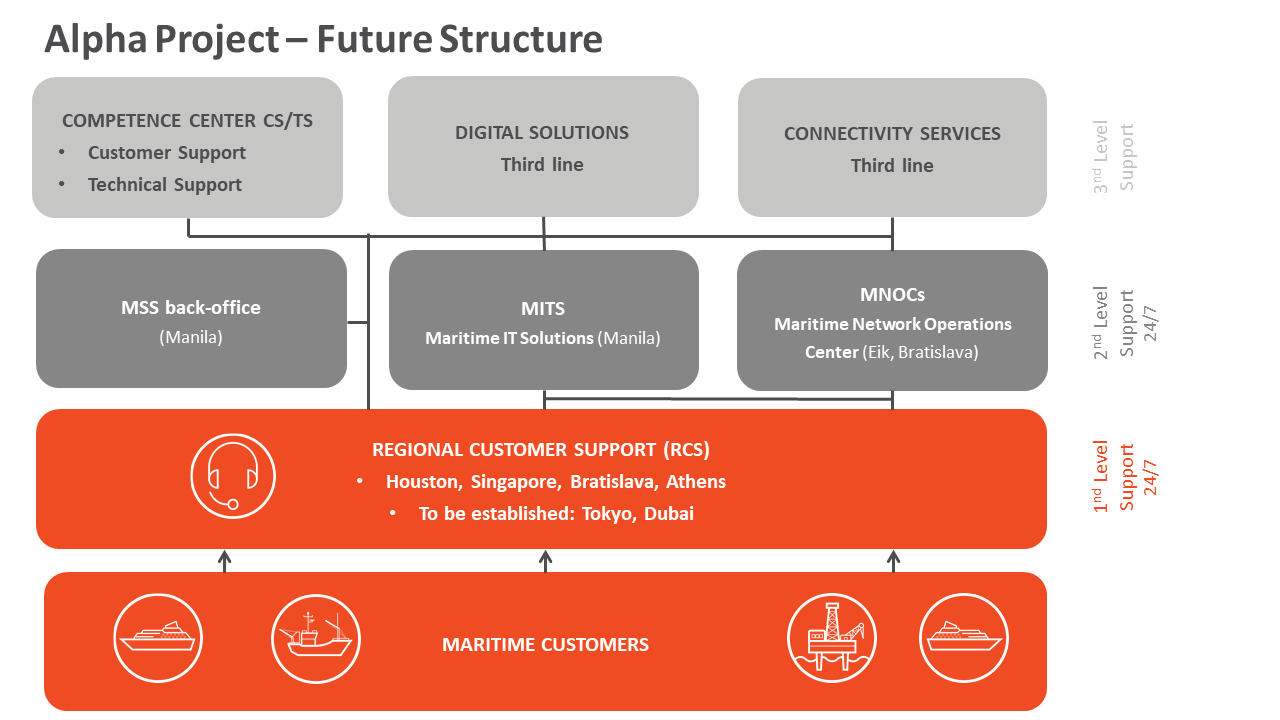 Alpha Project – Future Structure
COMPETENCE CENTER CS/TS
• Customer Support
• Technical Support
DIGITAL SOLUTIONS
Third line
CONNECTIVITY SERVICES
Third line
3nd Level
Support
MSS back-office
(Manila)
MITS
Maritime IT Solutions (Manila)
MNOCs
Maritime Network Operations
Center (Eik, Bratislava)
2nd Level
Support
24/7
REGIONAL CUSTOMER SUPPORT (RCS)
• Houston, Singapore, Bratislava, Athens
• To be established: Tokyo, Dubai
1nd Level
Support
24/7
MARITIME CUSTOMERS